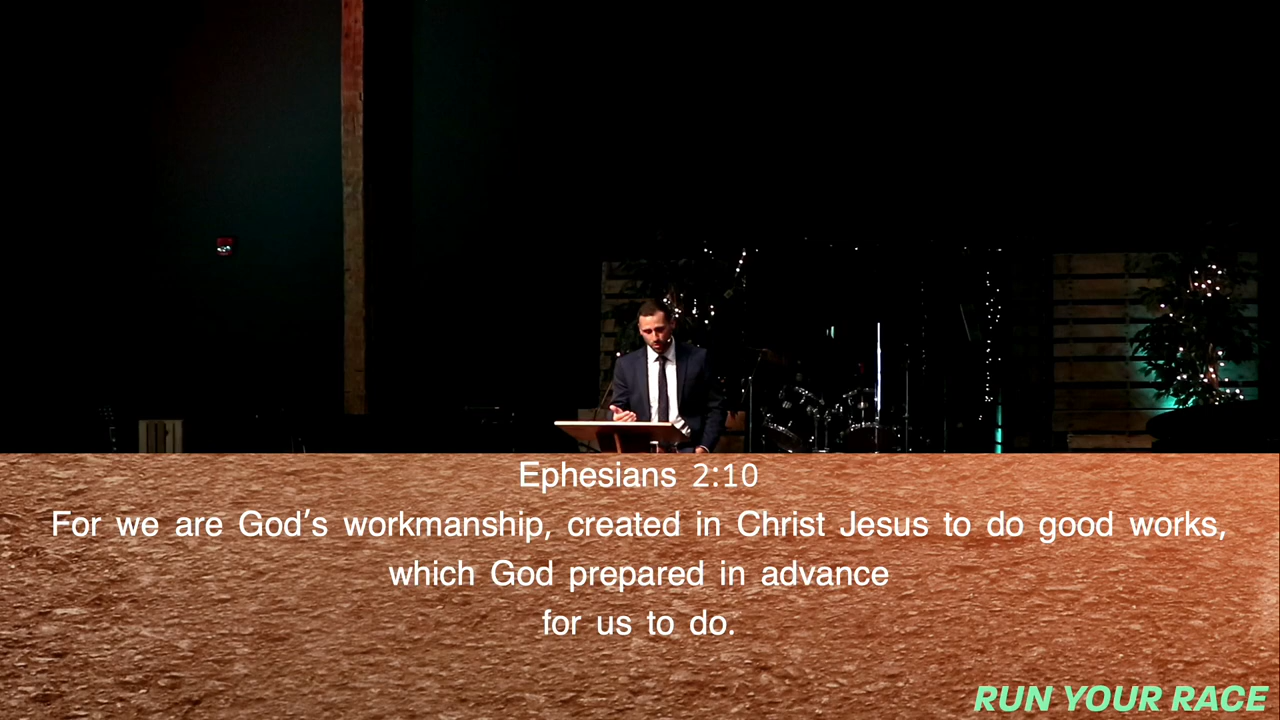 Ephesians 2:10
For we are God's workmanship, created in Christ Jesus to do good works,
which God prepared in advance
for us to do.
RUN YOUR RACE